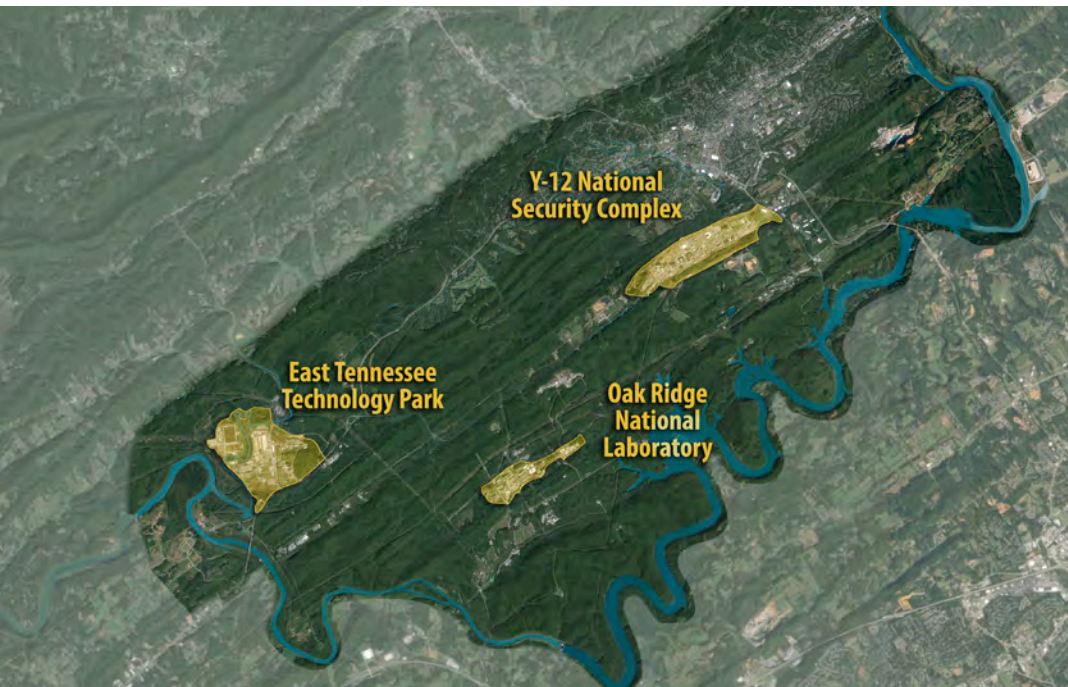 Y-12 National
Security Complex
East Tennessee
Technology Park
Oak Ridge
National
Laboratory